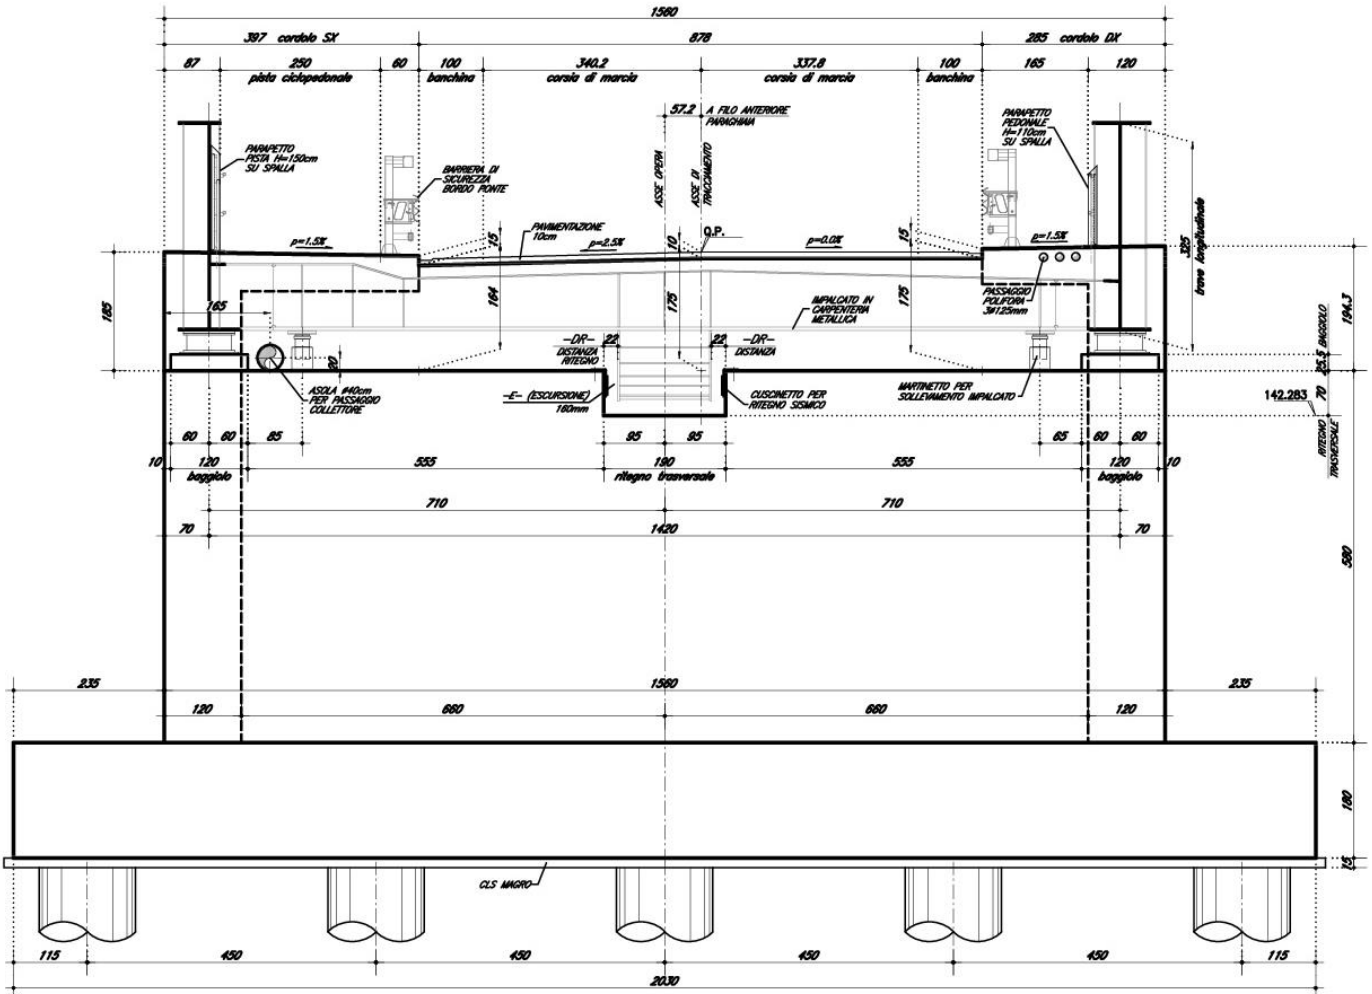 1560
397 cordolo SX
878
285 cordolo DX
87
250
60
100
340.2
337.8
100
165
120
pista ciclopedonale
banchina
corsia di marcia
corsia di marcia
banchina
57.2
A FILO ANTERIORE
PARAGHIAIA
PARAPETTO
PISTA H=150cm
SU SPALLA
BARRIERA DI
SICUREZZA
BORDO PONTE
ASSE OPERA
ASSE DI
TRACCIAMENTO
PARAPETTO
PEDONALE
H=110cm
SU SPALLA
325
trave longitudinale
PAVIMENTAZIONE
10cm
p=1.5%
15
p=2.5%
10
Q.P.
p=0.0%
15
p=1.5%
185
165
164
175
175
PASSAGGIO
POLIFORA
3#125mm
IMPALCATO IN
CARPENTERIA
METALLICA
194.3
-DR-
22
22
-DR-
DISTANZA
RITEGNO
DISTANZA
20
25.5
BAGGIOLO
ASOLA #40cm
PER PASSAGGIO
COLLETTORE
-E- (ESCURSIONE)
160mm
CUSCINETTO PER
RITEGNO SISMICO
MARTINETTO PER
SOLLEVAMENTO IMPALCATO
142.283
70
RITEGNO
TRASVERSALE
60
60
85
95
95
65
60
60
10
120
555
190
555
120
10
baggiolo
ritegno trasversale
baggiolo
710
710
70
1420
70
580
235
1560
235
120
660
660
120
180
15
CLS MAGRO
115
450
450
450
450
115
2030